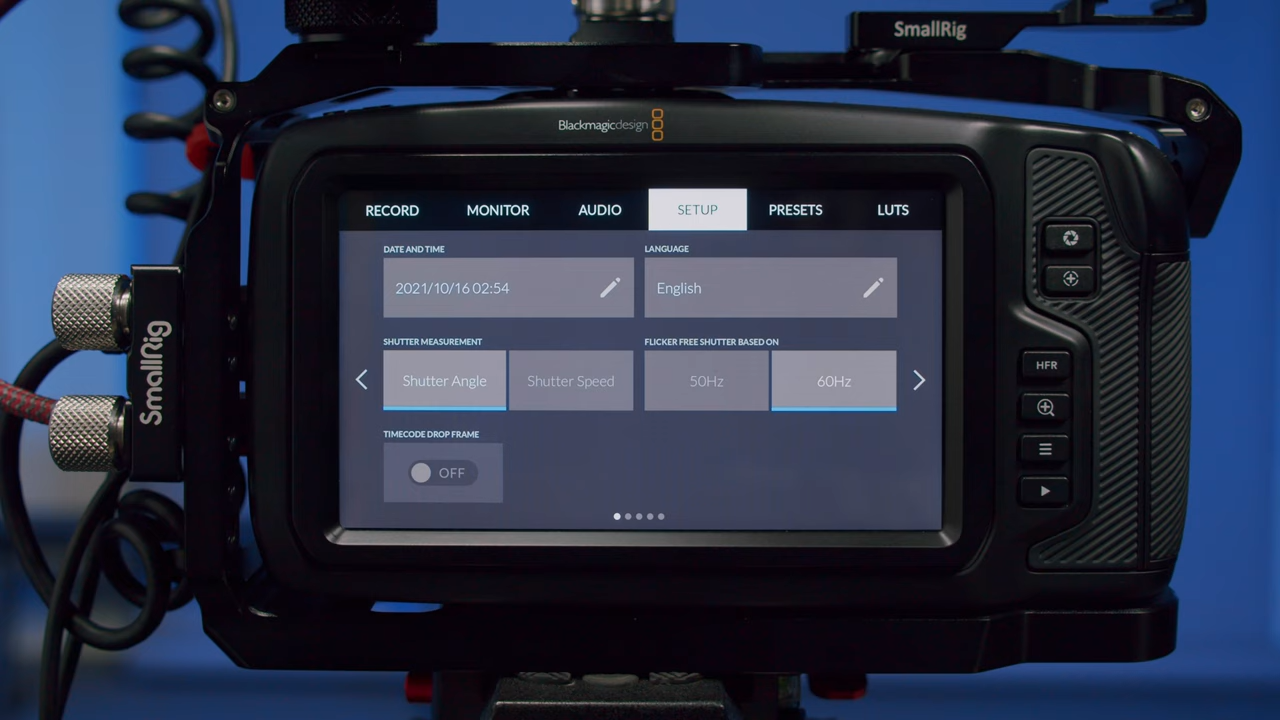 SmallRig
Blackmagicdesign
RECORD MONITOR AUDIO SETUP PRESETS LUTS
DATE AND TIME LANGUAGE
2021/10/16 02:54 English
SHUTTER MEASUREMENT FLICKER FREE SHUTTER BASED ON
Shutter Angle Shutter Speed 50Hz 60Hz
TIMECODE DROP FRAME
OFF
HFR
SmallRig